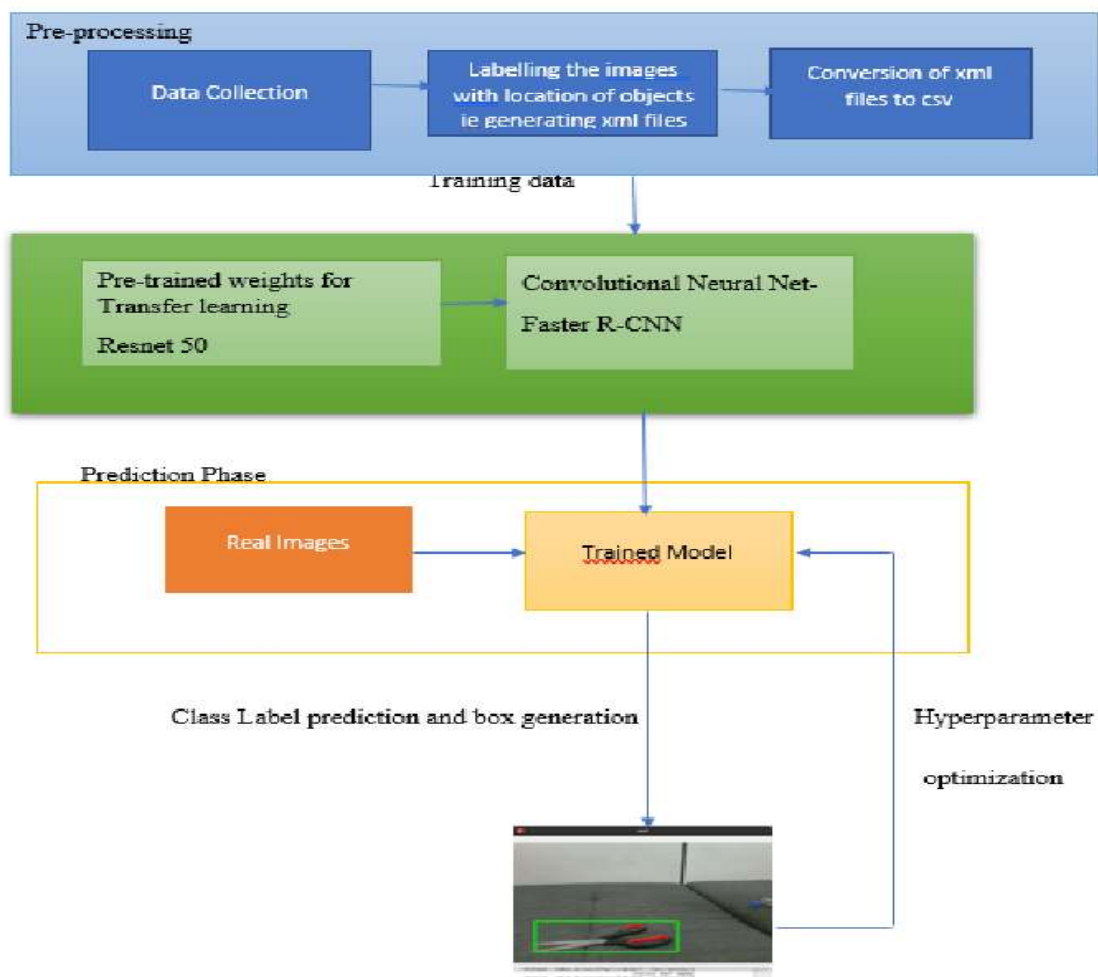 Pre-processing
Data Collection
Labelling the images
with location of objects
ie generating xml files
Conversion of xml
files to csv
Training data
Pre-trained weights for
Transfer learning
Resnet 50
Convolutional Neural Net-
Faster R-CNN
Prediction Phase
Real Images
Trained Model
Class Label prediction and box generation
Hyperparameter
optimization